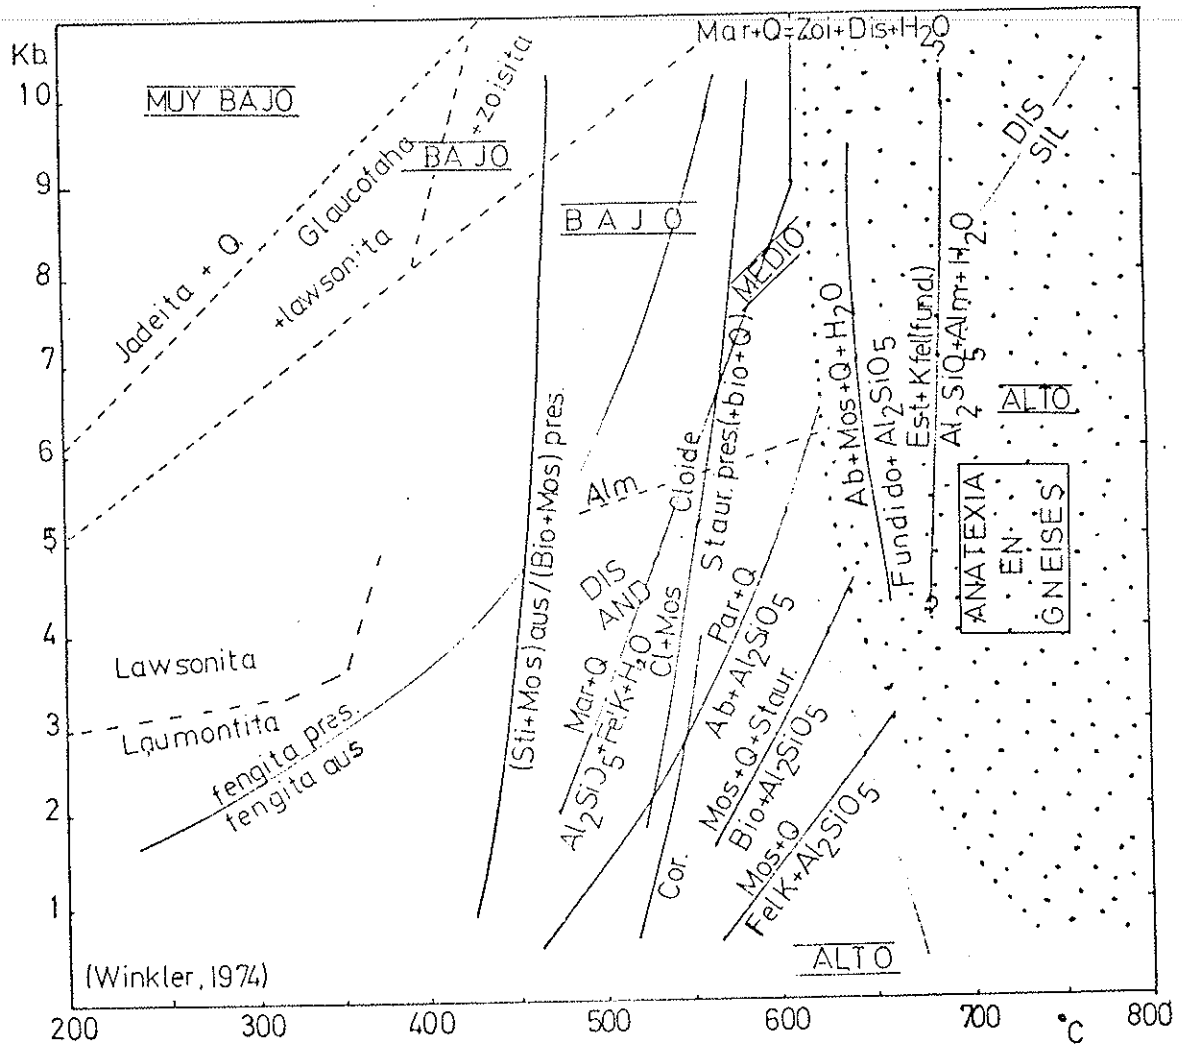 Mar+Q=Zoi+Dis+H2O
Kb
10
9
8
7
6
5
4
3
2
1
MUY BAJO
BAJO
+zoisita
Glaucofaha
Jadeita + Q
+lawsonita
BAJO
MEDIO
DIS
SIL
ALTO
ANATEXIA
EN
GNEISES
Ab+Mos+Q+H2O
Fundido+Al2SiO5
Est+Kfel(fund)
Al2SiO5+Alm+H2O
(Sti+Mos)aus/(Bio+Mos)pres.
Alm
Cloide
Cl+Mos
Staur. pres.(+bio+Q)
DIS
AND
Mar+Q
Al2SiO5+FelK+H2O
Par+Q
Ab+Al2SiO5
Mos+Q+Staur.
Bio+Al2SiO5
Mos+Q
FelK+Al2SiO5
Cor.
Lawsonita
Laumontita
fengita pres.
fengita aus
ALTO
(Winkler, 1974)
200
300
400
500
600
700
°C
800